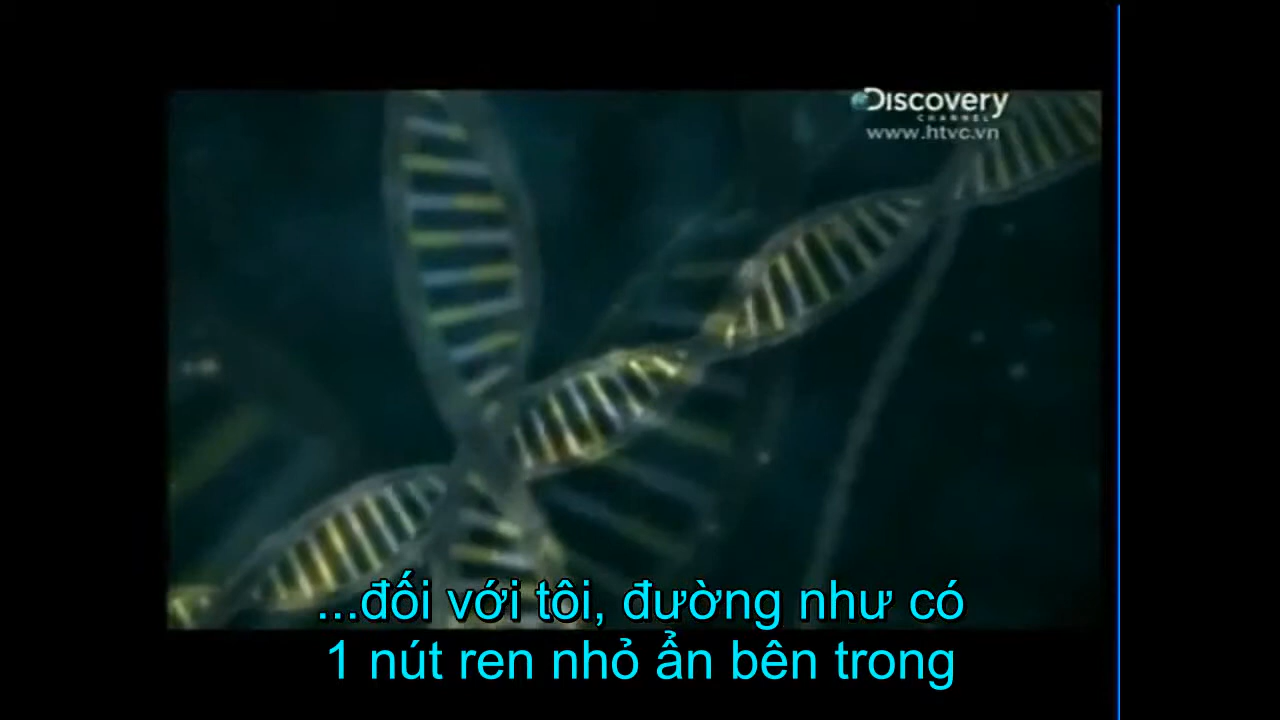 Discovery
CHANNEL
www.htvc.vn
...đối với tôi, đường như có
1 nút ren nhỏ ẩn bên trong